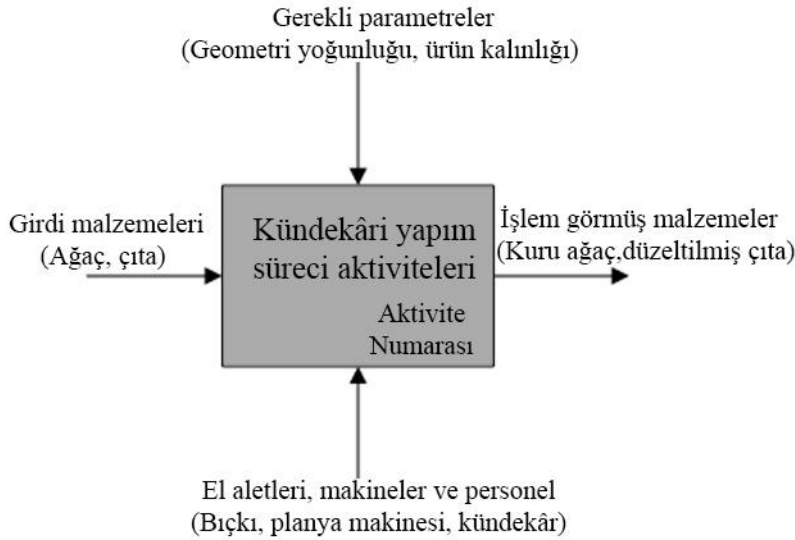 Gerekli parametreler
(Geometri yoğunluğu, ürün kalınlığı)
Girdi malzemeleri
(Ağaç, çıta)
Kündekâri yapım
süreci aktiviteleri
Aktivite
Numarası
İşlem görmüş malzemeler
(Kuru ağaç,düzeltilmiş çıta)
El aletleri, makineler ve personel
(Bıçkı, planya makinesi, kündekâr)